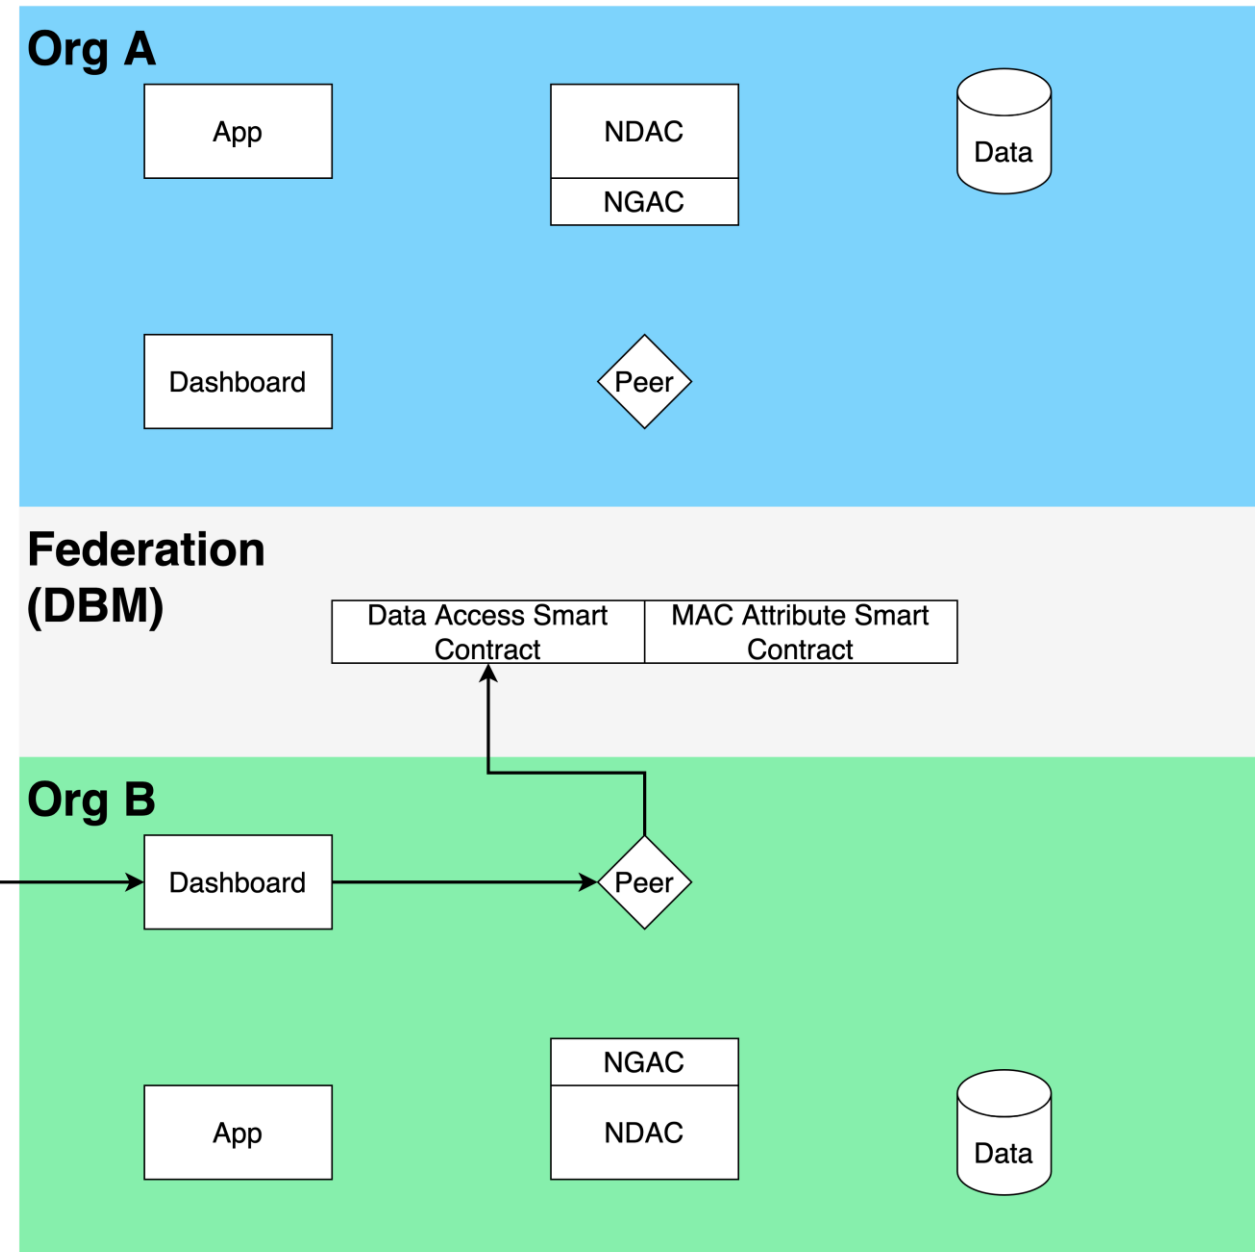 Org A
App
NDAC
Data
NGAC
Dashboard
Peer
Federation
(DBM)
Data Access Smart
Contract
MAC Attribute Smart
Contract
Org B
Dashboard
Peer
NGAC
App
NDAC
Data